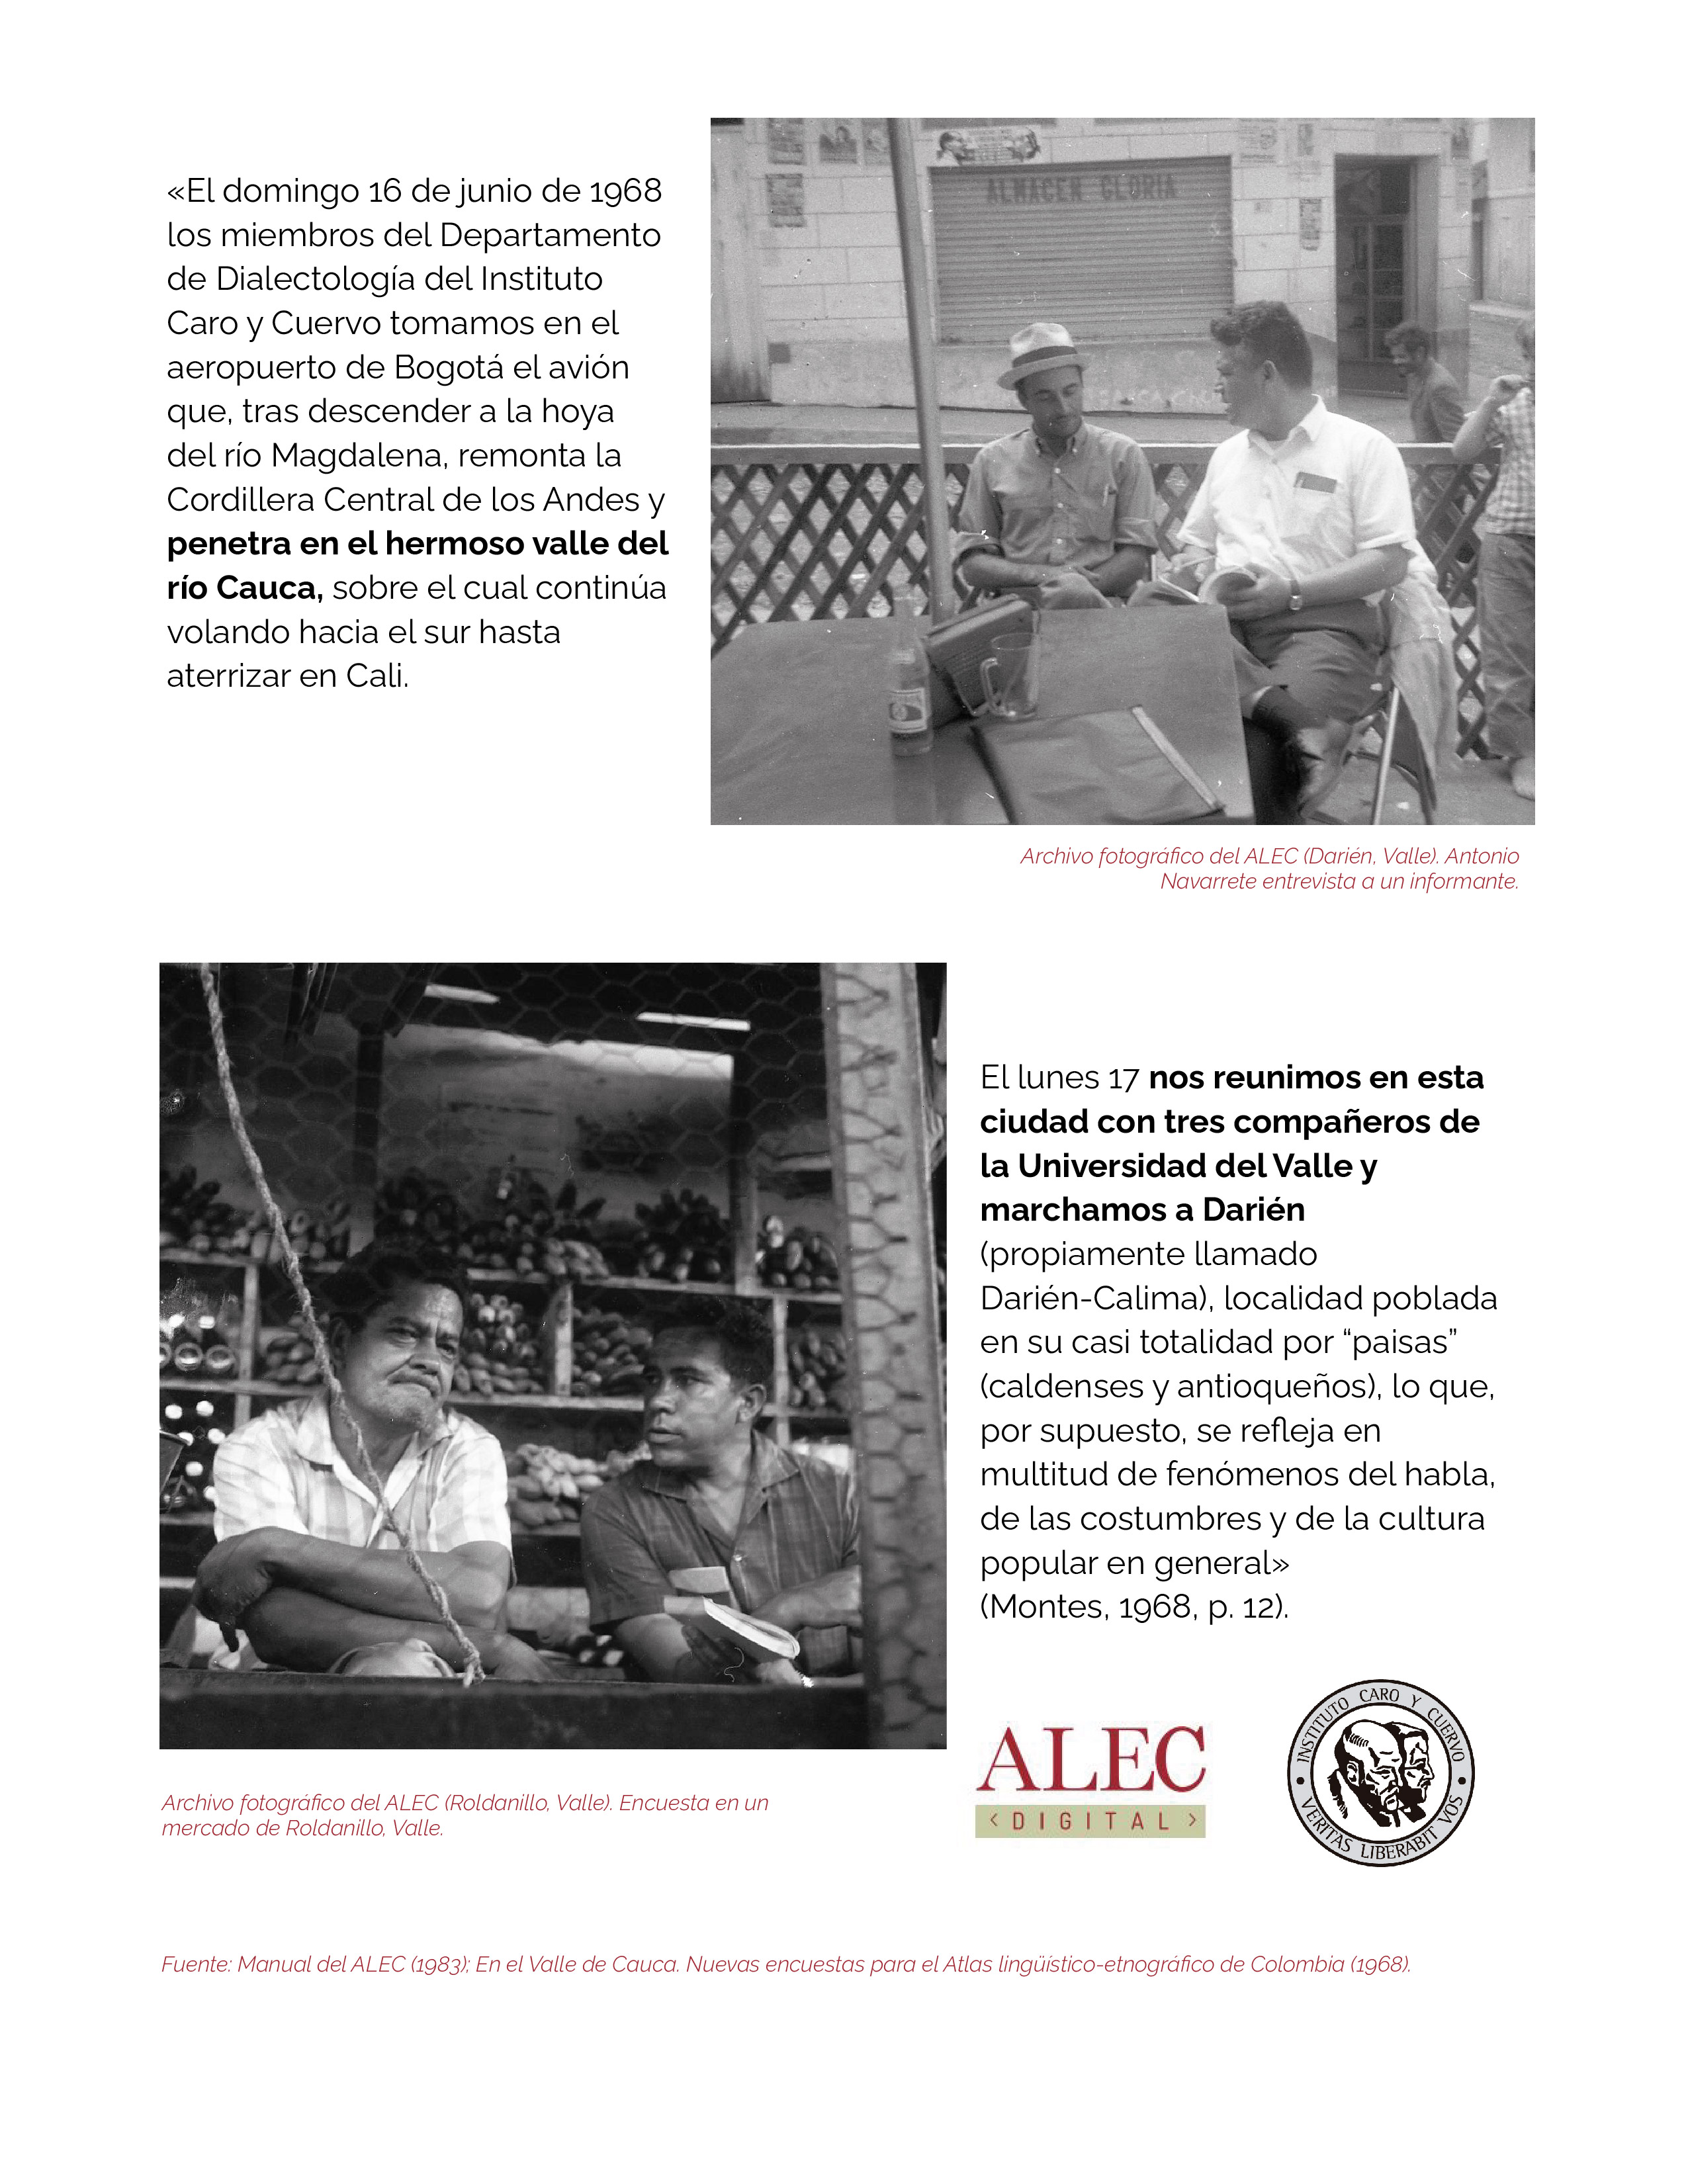 «El domingo 16 de junio de 1968
los miembros del Departamento
de Dialectología del Instituto
Caro y Cuervo tomamos en el
aeropuerto de Bogotá el avión
que, tras descender a la hoya
del río Magdalena, remonta la
Cordillera Central de los Andes y
penetra en el hermoso valle del
río Cauca, sobre el cual continúa
volando hacia el sur hasta
aterrizar en Cali.
ALMACEN GLORIA
Archivo fotográfico del ALEC (Darién, Valle). Antonio
Navarrete entrevista a un informante.
El lunes 17 nos reunimos en esta
ciudad con tres compañeros de
la Universidad del Valle y
marchamos a Darién
(propiamente llamado
Darién-Calima), localidad poblada
en su casi totalidad por “paisas”
(caldenses y antioqueños), lo que,
por supuesto, se refleja en
multitud de fenómenos del habla,
de las costumbres y de la cultura
popular en general»
(Montes, 1968, p. 12).
Archivo fotográfico del ALEC (Roldanillo, Valle). Encuesta en un
mercado de Roldanillo, Valle.
ALEC
<DIGITAL>
INSTITUTO CARO Y CUERVO
VERITAS LIBERABIT VOS
Fuente: Manual del ALEC (1983); En el Valle de Cauca. Nuevas encuestas para el Atlas lingüístico-etnográfico de Colombia (1968).